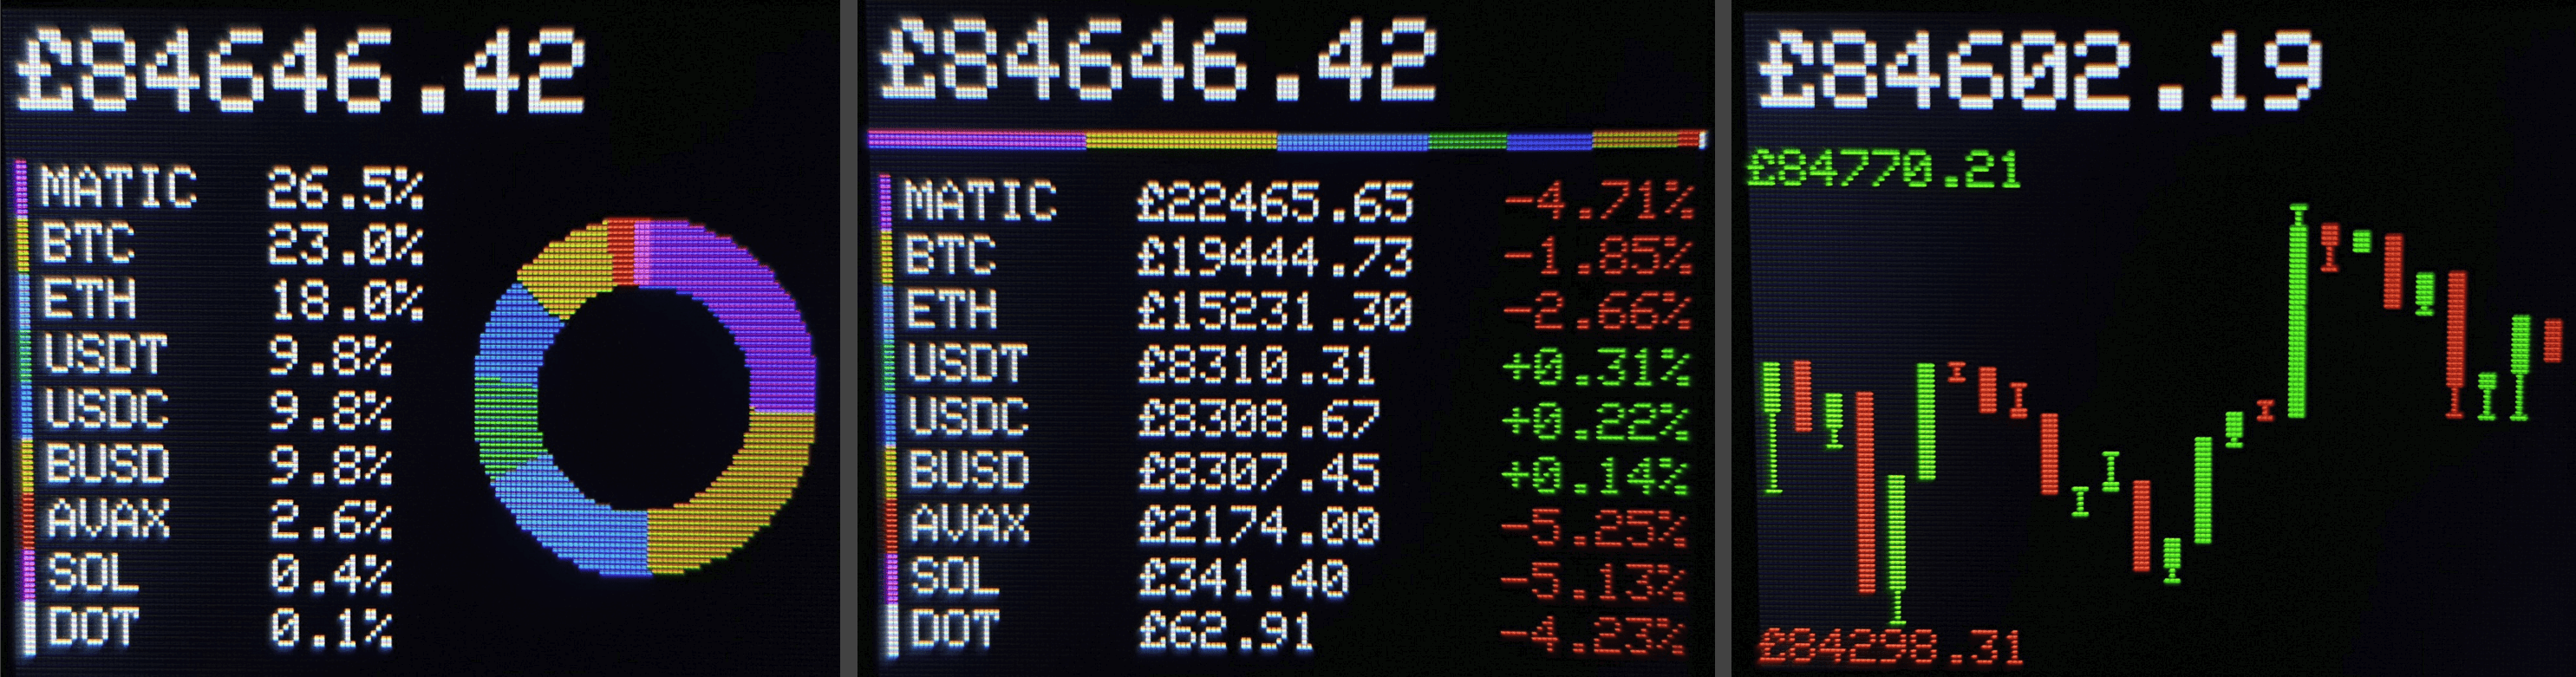 £84646.42
MATIC 26.5%
BTC 23.0%
ETH 18.0%
USDT 9.8%
USDC 9.8%
BUSD 9.8%
AVAX 2.6%
SOL 0.4%
DOT 0.1%
£84646.42
MATIC £22465.65 -4.71%
BTC £19444.73 -1.85%
ETH £15231.30 -2.66%
USDT £8310.31 +0.31%
USDC £8308.67 +0.22%
BUSD £8307.45 +0.14%
AVAX £2174.00 -5.25%
SOL £341.40 -5.13%
DOT £62.91 -4.23%
£84602.19
£84770.21
£84298.31